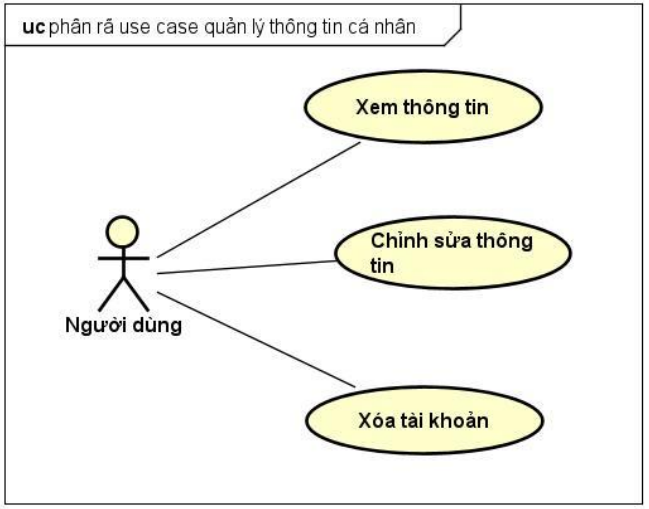 uc phân rã use case quản lý thông tin cá nhân
Xem thông tin
Chỉnh sửa thông
tin
Người dùng
Xóa tài khoản